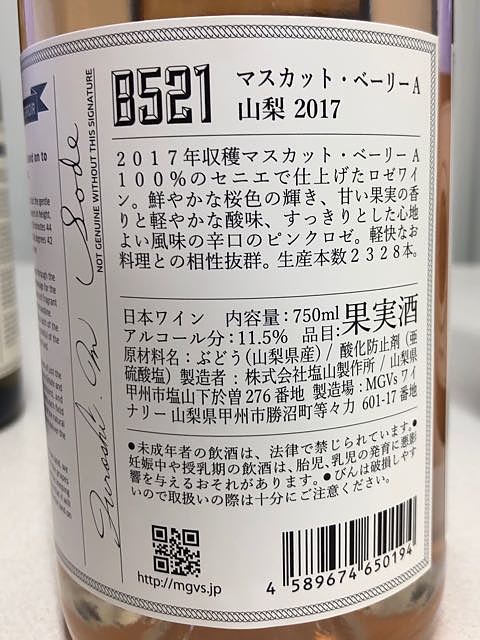 B521
マスカット・ベーリーA
山梨 2017
2017年収穫マスカット・ベーリーA
100%のセニエで仕上げたロゼワイ
ン。鮮やかな桜色の輝き、甘い果実の香
りと軽やかな酸味、すっきりとした心地
よい風味の辛口のピンクロゼ。軽快なお
料理との相性抜群。生産本数2328本。
日本ワイン 内容量:750ml 果実酒
アルコール分:11.5% 品目:
原材料名:ぶどう(山梨県産)/ 酸化防止剤(亜
硫酸塩) 製造者:株式会社塩山製作所 / 山梨県
甲州市塩山下於曽276番地 製造場:MGVsワイ
ナリー 山梨県甲州市勝沼町等々力 601-17 番地
●未成年者の飲酒は、法律で禁じられています。●
妊娠中や授乳期の飲酒は、胎児、乳児の発育に悪影
響を与えるおそれがあります。●びんは破損しやす
いので取扱いの際は十分にご注意ください。
http://mgvs.jp
4 589674 650194
NOT GENUINE WITHOUT THIS SIGNATURE